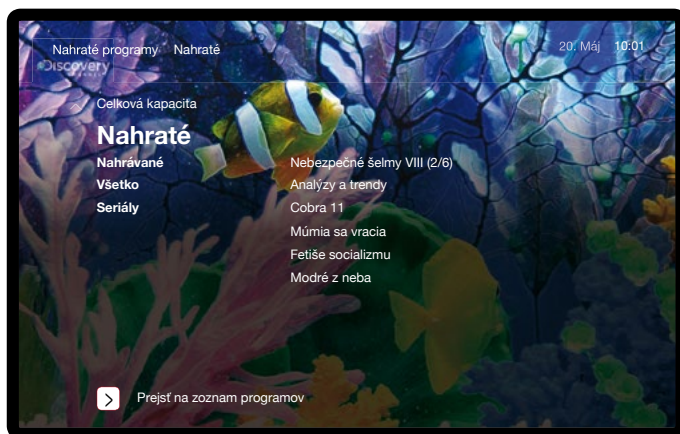 Nahraté programy Nahraté
20. Máj 10:01
Discovery
CHANNEL
Celková kapacita
Nahraté
Nahrávané
Nebezpečné šelmy VIII (2/6)
Všetko
Analýzy a trendy
Seriály
Cobra 11
Múmia sa vracia
Fetiše socializmu
Modré z neba
Prejsť na zoznam programov